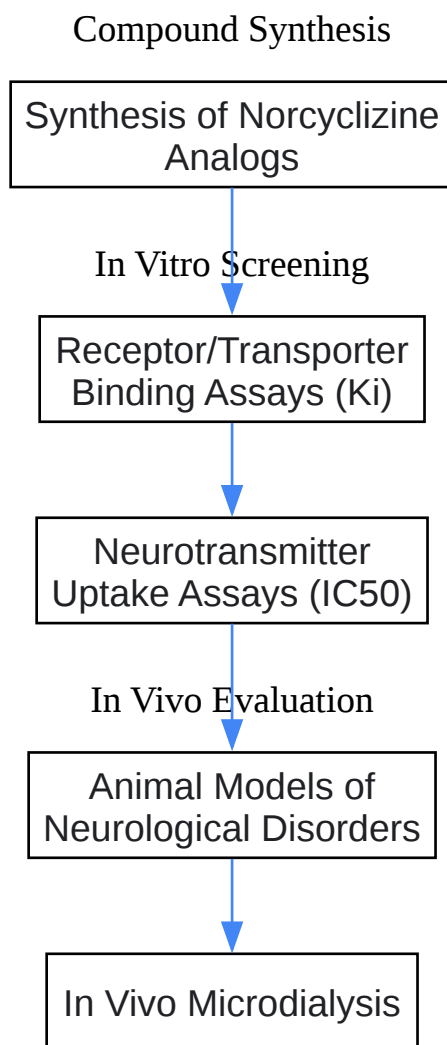 Compound Synthesis
Synthesis of Norcyclizine
Analogs
In Vitro Screening
Receptor/Transporter
Binding Assays (Ki)
Neurotransmitter
Uptake Assays (IC50)
In Vivo Evaluation
Animal Models of
Neurological Disorders
In Vivo Microdialysis